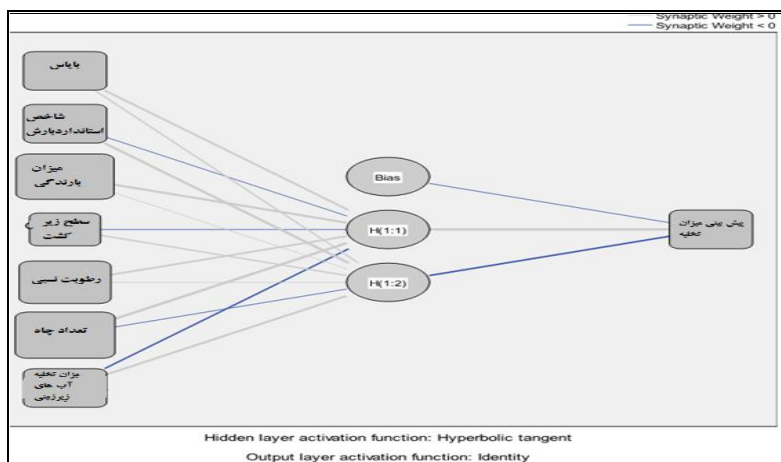 Synaptic Weight > 0
Synaptic Weight < 0
بایاس
شاخص
استانداردبارش
میزان
بارندگی
سطح زیر
کشت
رطوبت نسبی
تعداد چاه
میزان تخلیه
آب های
زیرزمینی
Bias
H(1:1)
H(1:2)
پیش بینی میزان
تخلیه
Hidden layer activation function: Hyperbolic tangent
Output layer activation function: Identity